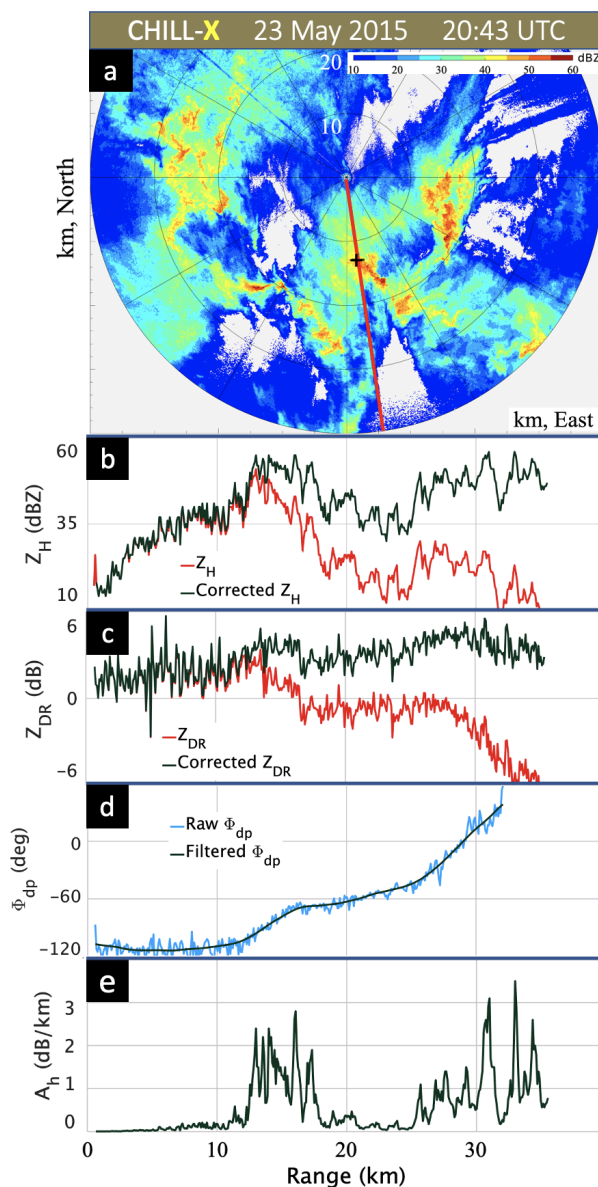 CHILL-X 23 May 2015 20:43 UTC
a
20
10
dBZ
10 20 30 40 50 60
km, North
km, East
b
60
35
10
Z_H (dBZ)
Z_H
Corrected Z_H
c
6
0
-6
Z_DR (dB)
Z_DR
Corrected Z_DR
d
0
-60
-120
Φ_dp (deg)
Raw Φ_dp
Filtered Φ_dp
e
3
2
1
0
A_h (dB/km)
0 10 20 30
Range (km)